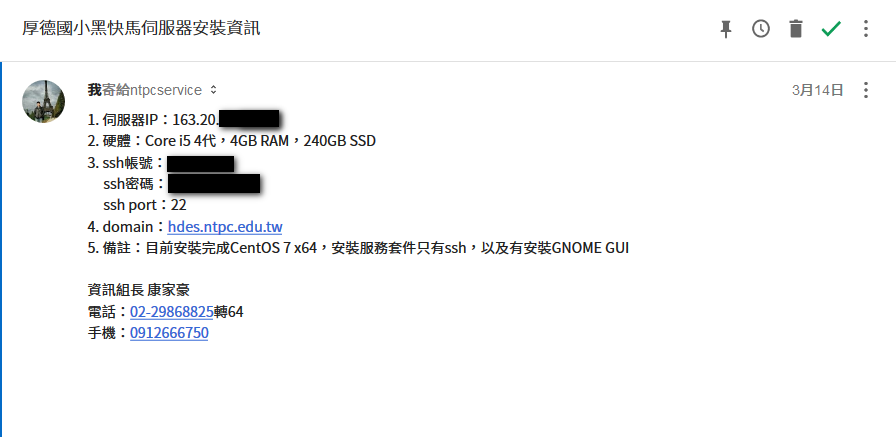 厚德國小黑快馬伺服器安裝資訊
我寄給ntpcservice
3月14日
1. 伺服器IP：163.20.
2. 硬體：Core i5 4代，4GB RAM，240GB SSD
3. ssh帳號：
ssh密碼：
ssh port：22
4. domain：hdes.ntpc.edu.tw
5. 備註：目前安裝完成CentOS 7 x64，安裝服務套件只有ssh，以及有安裝GNOME GUI
資訊組長 康家豪
電話：02-29868825轉64
手機：0912666750